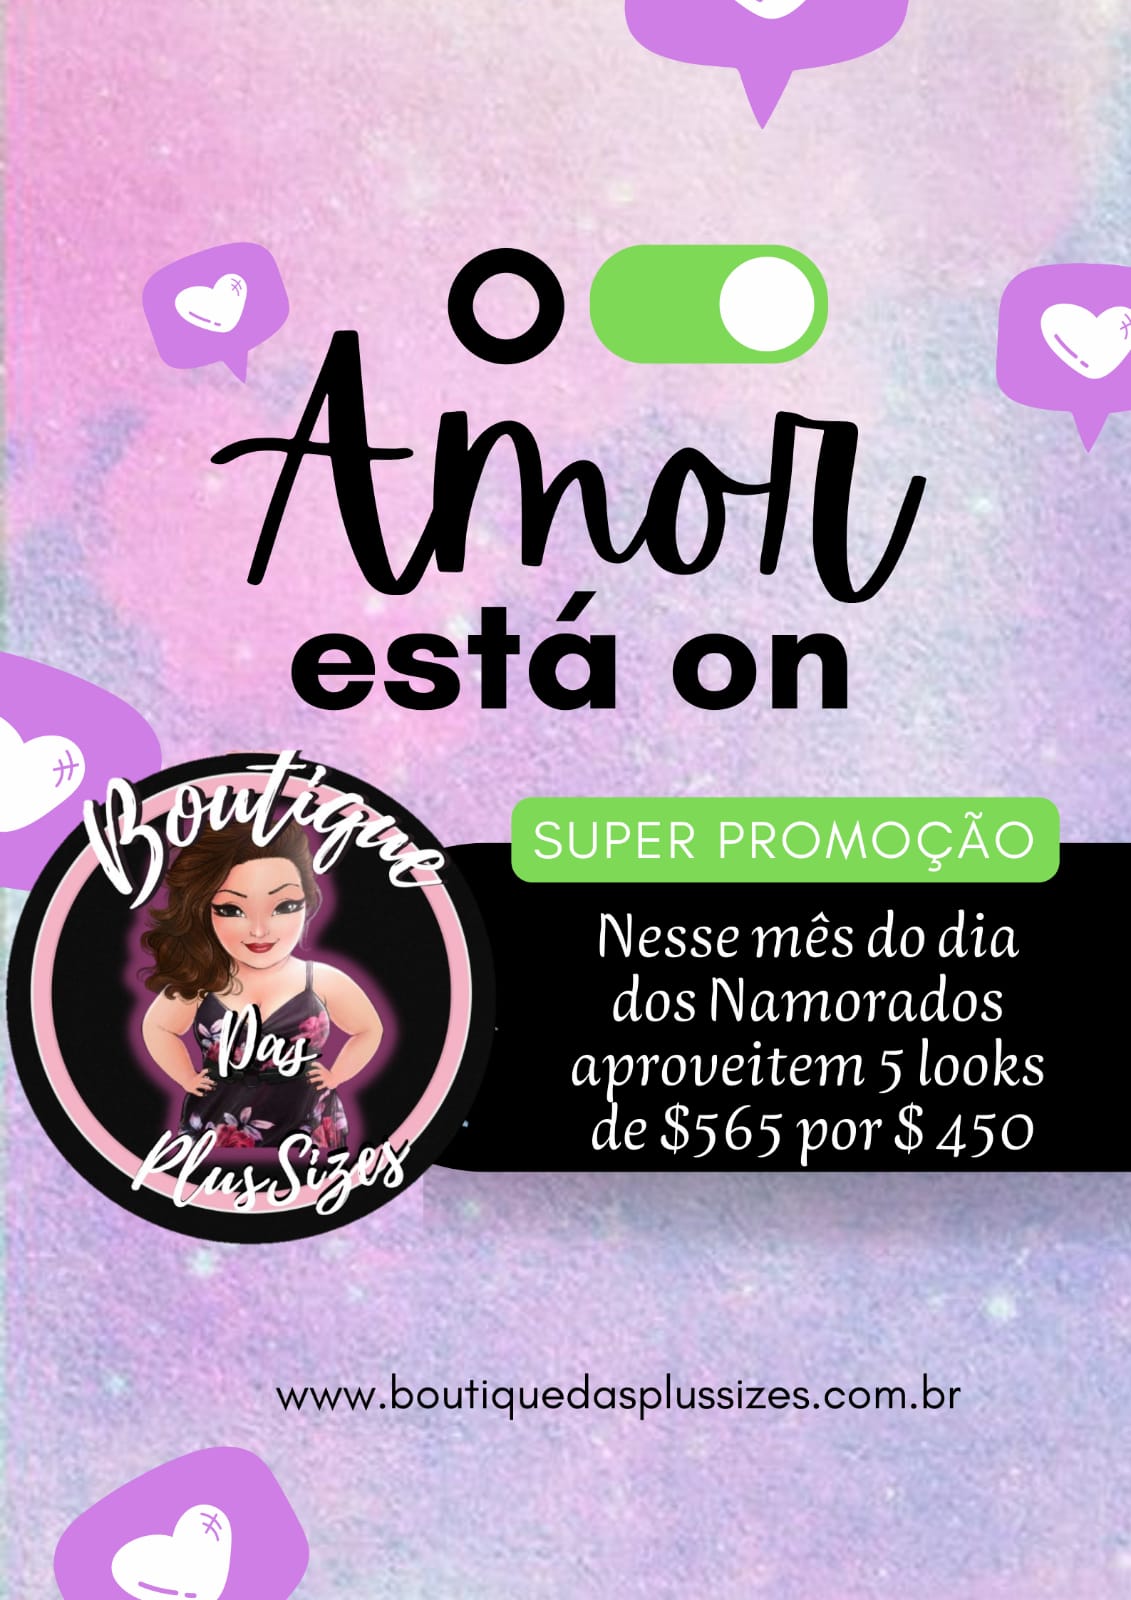 O
Amor
está on
Boutique
Das
PlusSizes
SUPER PROMOÇÃO
Nesse mês do dia
dos Namorados
aproveitem 5 looks
de $565 por $ 450
www.boutiquedasplussizes.com.br